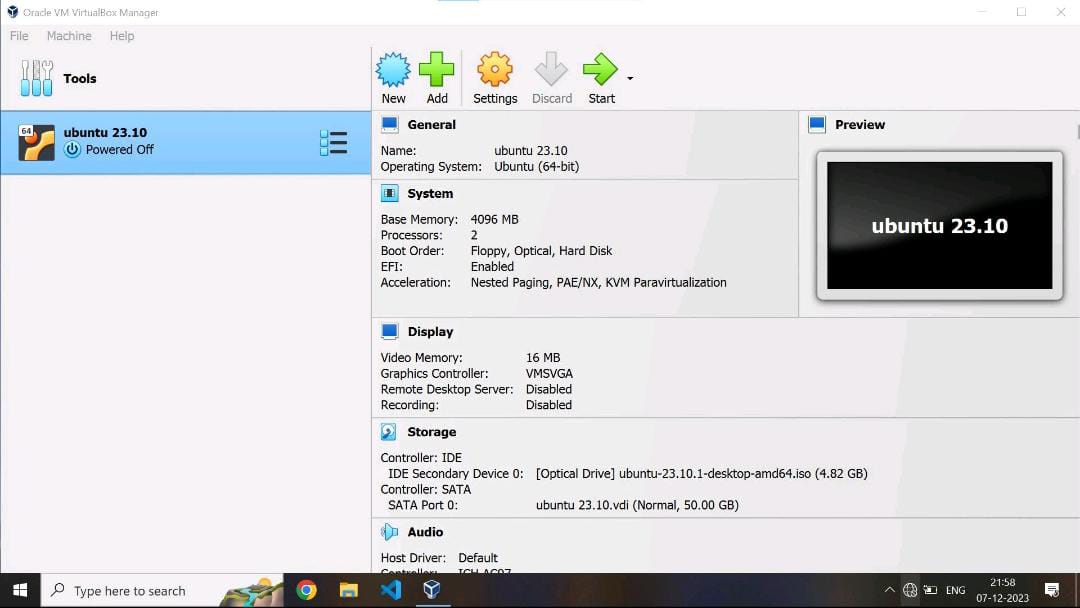 Oracle VM VirtualBox Manager
File Machine Help
Tools
New Add Settings Discard Start
64
ubuntu 23.10
Powered Off
General
Name: ubuntu 23.10
Operating System: Ubuntu (64-bit)
Preview
ubuntu 23.10
System
Base Memory: 4096 MB
Processors: 2
Boot Order: Floppy, Optical, Hard Disk
EFI: Enabled
Acceleration: Nested Paging, PAE/NX, KVM Paravirtualization
Display
Video Memory: 16 MB
Graphics Controller: VMSVGA
Remote Desktop Server: Disabled
Recording: Disabled
Storage
Controller: IDE
IDE Secondary Device 0: [Optical Drive] ubuntu-23.10.1-desktop-amd64.iso (4.82 GB)
Controller: SATA
SATA Port 0: ubuntu 23.10.vdi (Normal, 50.00 GB)
Audio
Host Driver: Default
Controller: ICH AC97
Type here to search
ENG
21:58
07-12-2023